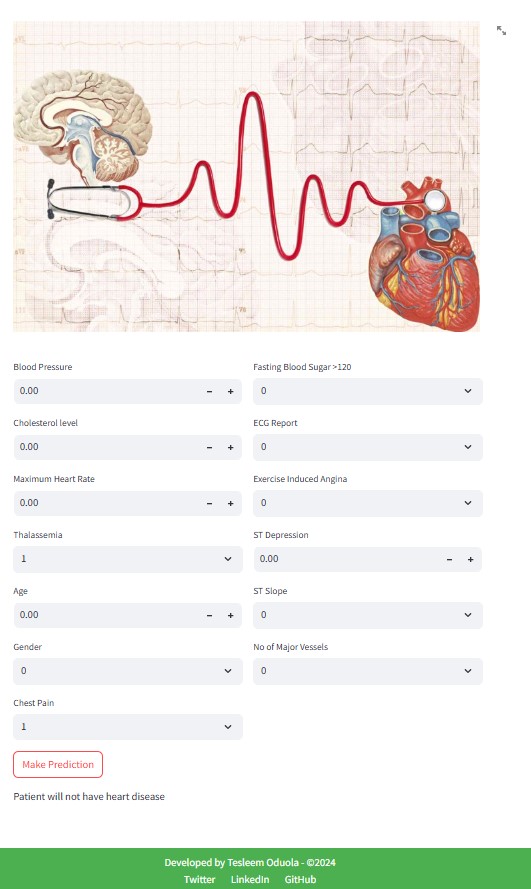 Blood Pressure
0.00 − +
Fasting Blood Sugar >120
0
Cholesterol level
0.00 − +
ECG Report
0
Maximum Heart Rate
0.00 − +
Exercise Induced Angina
0
Thalassemia
1
ST Depression
0.00 − +
Age
0.00 − +
ST Slope
0
Gender
0
No of Major Vessels
0
Chest Pain
1
Make Prediction
Patient will not have heart disease
Developed by Tesleem Oduola - ©2024
Twitter LinkedIn GitHub